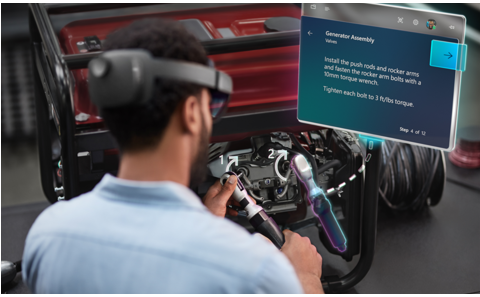 Generator Assembly
Valves
Install the push rods and rocker arms
and fasten the rocker arm bolts with a
10mm torque wrench.
Tighten each bolt to 3 ft/lbs torque.
Step 4 of 12
1
2